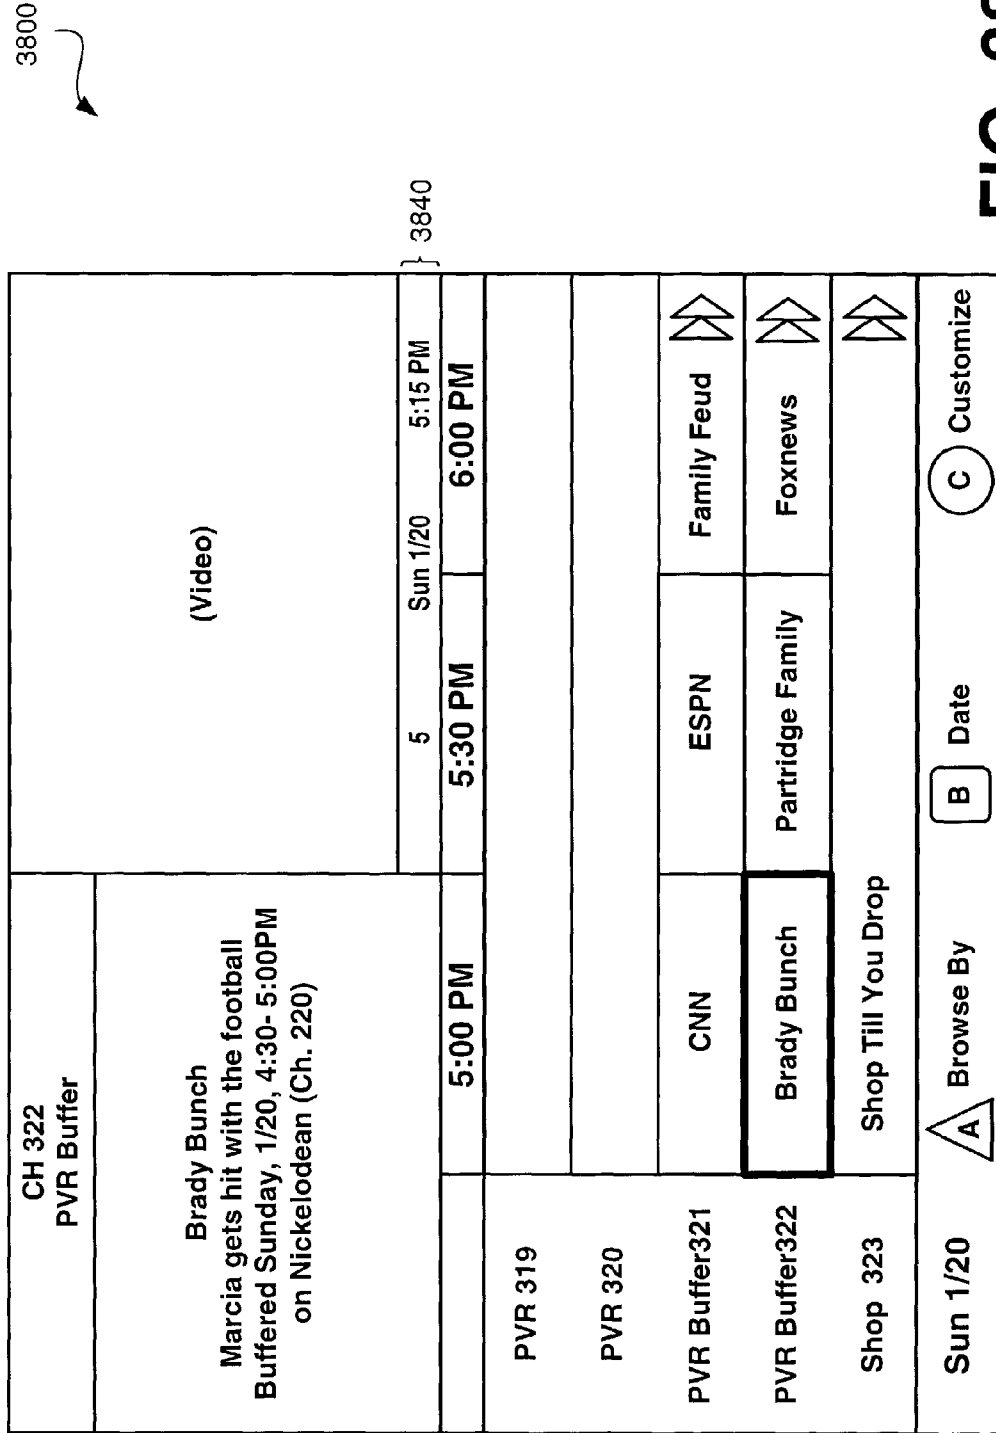 3800
CH 322
PVR Buffer
Brady Bunch
Marcia gets hit with the football
Buffered Sunday, 1/20, 4:30- 5:00PM
on Nickelodean (Ch. 220)
(Video)
5 Sun 1/20 5:15 PM
3840
5:00 PM 5:30 PM 6:00 PM
PVR 319
PVR 320
PVR Buffer321 CNN ESPN Family Feud
PVR Buffer322 Brady Bunch Partridge Family Foxnews
Shop 323 Shop Till You Drop
Sun 1/20 A Browse By B Date C Customize
FIG.